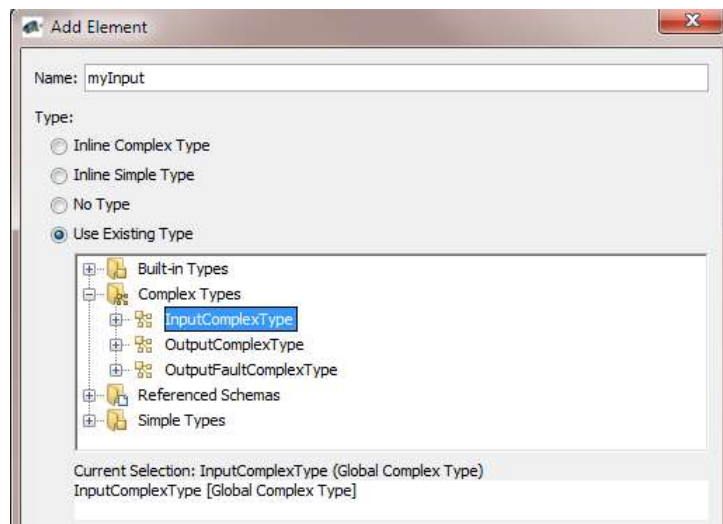 Add Element
Name: myInput
Type:
Inline Complex Type
Inline Simple Type
No Type
Use Existing Type
Built-in Types
Complex Types
InputComplexType
OutputComplexType
OutputFaultComplexType
Referenced Schemas
Simple Types
Current Selection: InputComplexType (Global Complex Type)
InputComplexType [Global Complex Type]